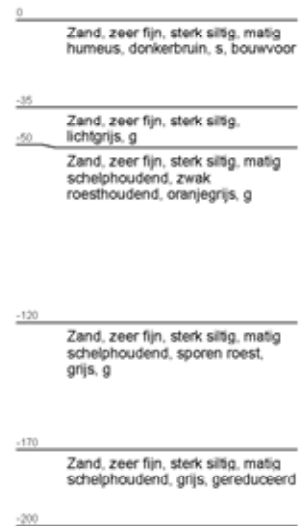 0
Zand, zeer fijn, sterk siltig, matig
humeus, donkerbruin, s, bouwvoor
-35
Zand, zeer fijn, sterk siltig,
lichtgrijs, g
-50
Zand, zeer fijn, sterk siltig, matig
schelphoudend, zwak
roesthoudend, oranjegrijs, g
-120
Zand, zeer fijn, sterk siltig, matig
schelphoudend, sporen roest,
grijs, g
-170
Zand, zeer fijn, sterk siltig, matig
schelphoudend, grijs, gereduceerd
-200